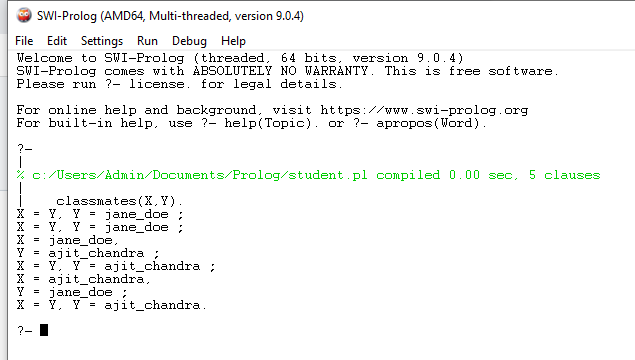 SWI-Prolog (AMD64, Multi-threaded, version 9.0.4)
File Edit Settings Run Debug Help
Welcome to SWI-Prolog (threaded, 64 bits, version 9.0.4)
SWI-Prolog comes with ABSOLUTELY NO WARRANTY. This is free software.
Please run ?- license. for legal details.
For online help and background, visit https://www.swi-prolog.org
For built-in help, use ?- help(Topic). or ?- apropos(Word).
?-
|
% c:/Users/Admin/Documents/Prolog/student.pl compiled 0.00 sec, 5 clauses
|
| classmates(X,Y).
X = Y, Y = jane_doe ;
X = Y, Y = jane_doe ;
X = jane_doe,
Y = ajit_chandra ;
X = Y, Y = ajit_chandra ;
X = ajit_chandra,
Y = jane_doe ;
X = Y, Y = ajit_chandra.
?-